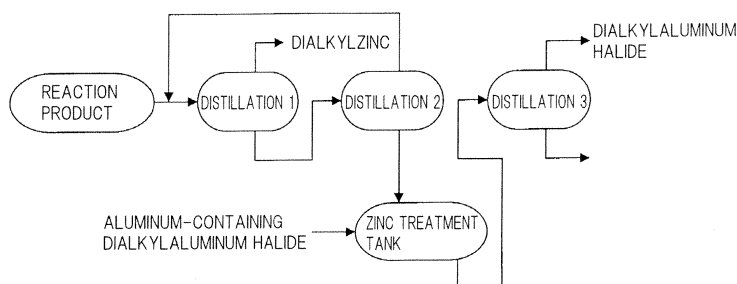 DIALKYLZINC
DIALKYLALUMINUM
HALIDE
REACTION
PRODUCT
DISTILLATION 1
DISTILLATION 2
DISTILLATION 3
ALUMINUM-CONTAINING
DIALKYLALUMINUM HALIDE
ZINC TREATMENT
TANK